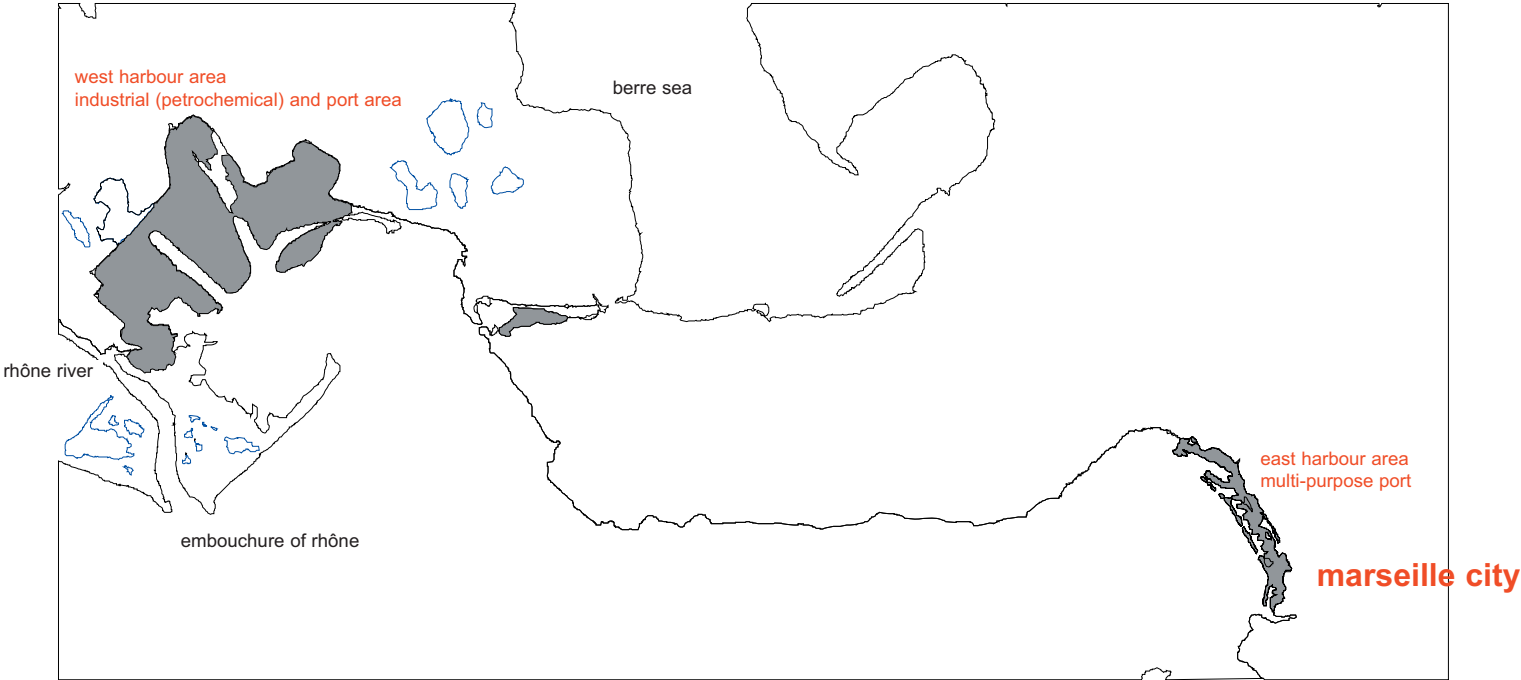 west harbour area
industrial (petrochemical) and port area
berre sea
rhône river
east harbour area
multi-purpose port
embouchure of rhône
marseille city